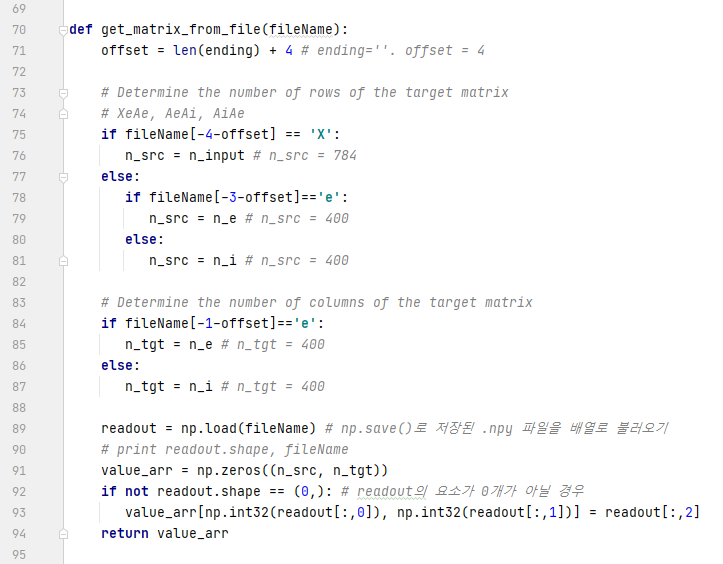 69
70 def get_matrix_from_file(fileName):
71 offset = len(ending) + 4 # ending=''. offset = 4
72
73 # Determine the number of rows of the target matrix
74 # XeAe, AeAi, AiAe
75 if fileName[-4-offset] == 'X':
76 n_src = n_input # n_src = 784
77 else:
78 if fileName[-3-offset]=='e':
79 n_src = n_e # n_src = 400
80 else:
81 n_src = n_i # n_src = 400
82
83 # Determine the number of columns of the target matrix
84 if fileName[-1-offset]=='e':
85 n_tgt = n_e # n_tgt = 400
86 else:
87 n_tgt = n_i # n_tgt = 400
88
89 readout = np.load(fileName) # np.save()로 저장된 .npy 파일을 배열로 불러오기
90 # print readout.shape, fileName
91 value_arr = np.zeros((n_src, n_tgt))
92 if not readout.shape == (0,): # readout의 요소가 0개가 아닐 경우
93 value_arr[np.int32(readout[:,0]), np.int32(readout[:,1])] = readout[:,2]
94 return value_arr
95